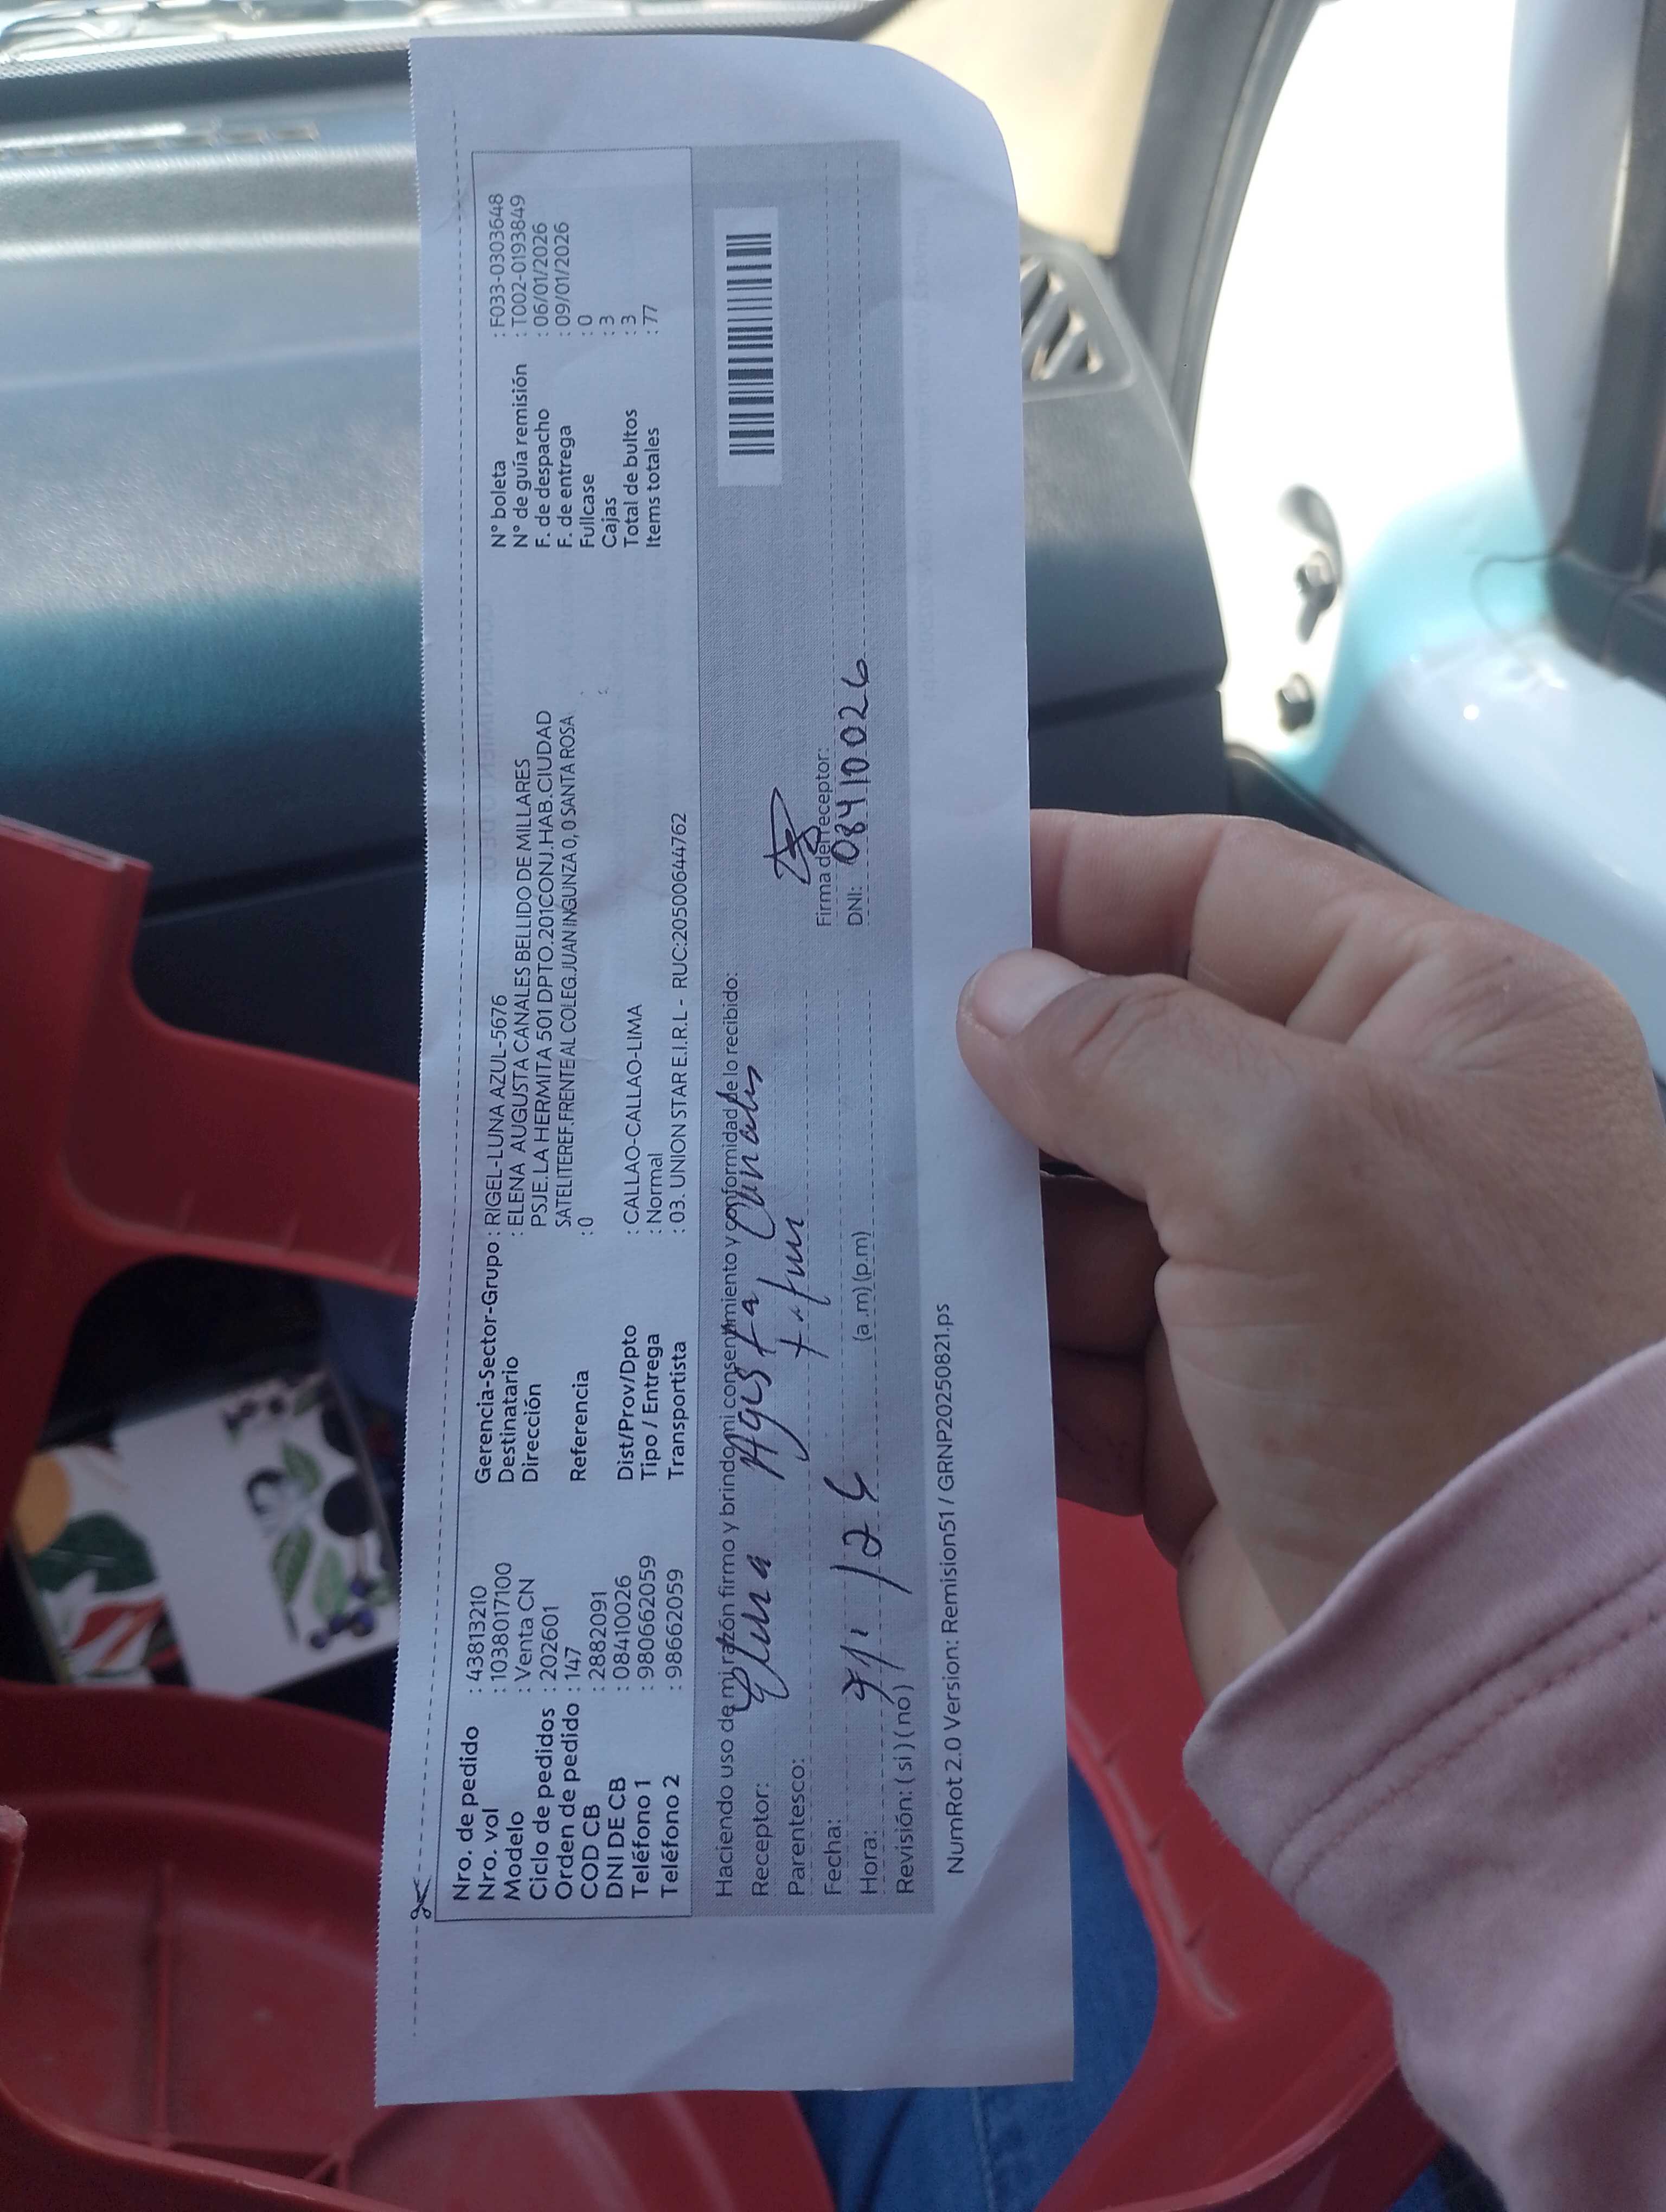 Nro. de pedido : 43813210
Nro. vol : 1038017100
Modelo : Venta CN
Ciclo de pedidos : 202601
Orden de pedido : 147
COD CB : 2882091
DNI DE CB : 08410026
Teléfono 1 : 980662059
Teléfono 2 : 98662059
Gerencia-Sector-Grupo : RIGEL-LUNA AZUL-5676
Destinatario : ELENA AUGUSTA CANALES BELLIDO DE MILLARES
Dirección PSJE.LA HERMITA 501 DPTO.201CONJ.HAB.CIUDAD
SATELITEREF.FRENTE AL COLEG.JUAN INGUNZA 0, 0 SANTA ROSA
Referencia : 0
Dist/Prov/Dpto : CALLAO-CALLAO-LIMA
Tipo / Entrega : Normal
Transportista : 03. UNION STAR E.I.R.L - RUC:20500644762
N° boleta : F033-0303648
N° de guía remisión : T002-0193849
F. de despacho : 06/01/2026
F. de entrega : 09/01/2026
Fullcase : 0
Cajas : 3
Total de bultos : 3
Items totales : 77
Haciendo uso de mi razón firmo y brindo mi consentimiento y conformidad de lo recibido:
Receptor: Elena Agusta Canales
Parentesco:
Fecha:
Hora: (a .m) (p.m)
Revisión: ( si ) ( no )
Firma del receptor:
DNI: 08410026
NumRot 2.0 Version: Remision51 / GRNP20250821.ps